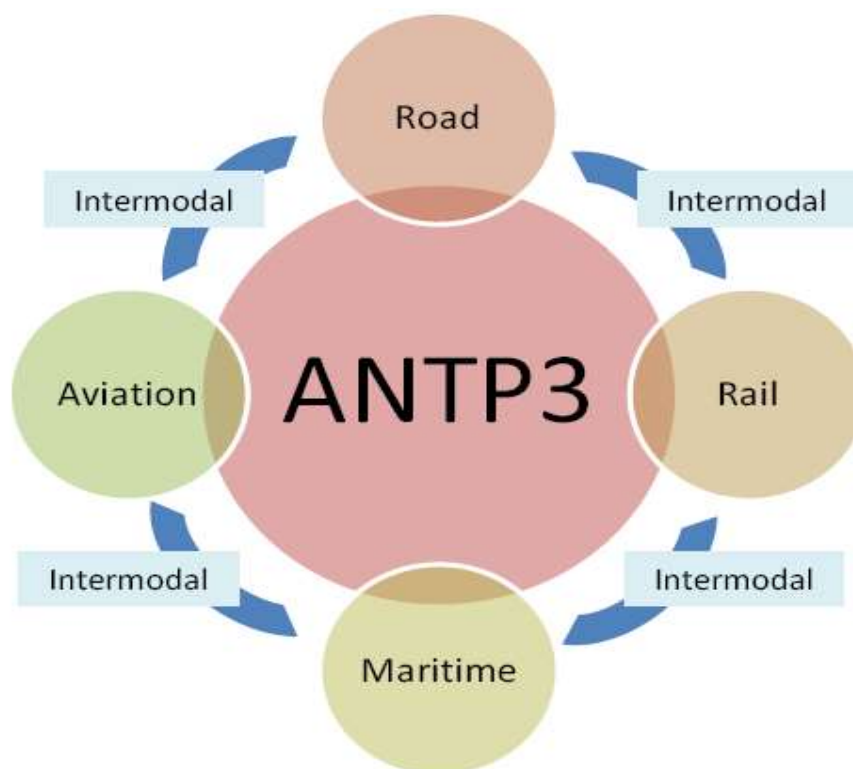 Road
Intermodal
Intermodal
Aviation
ANTP3
Rail
Intermodal
Intermodal
Maritime